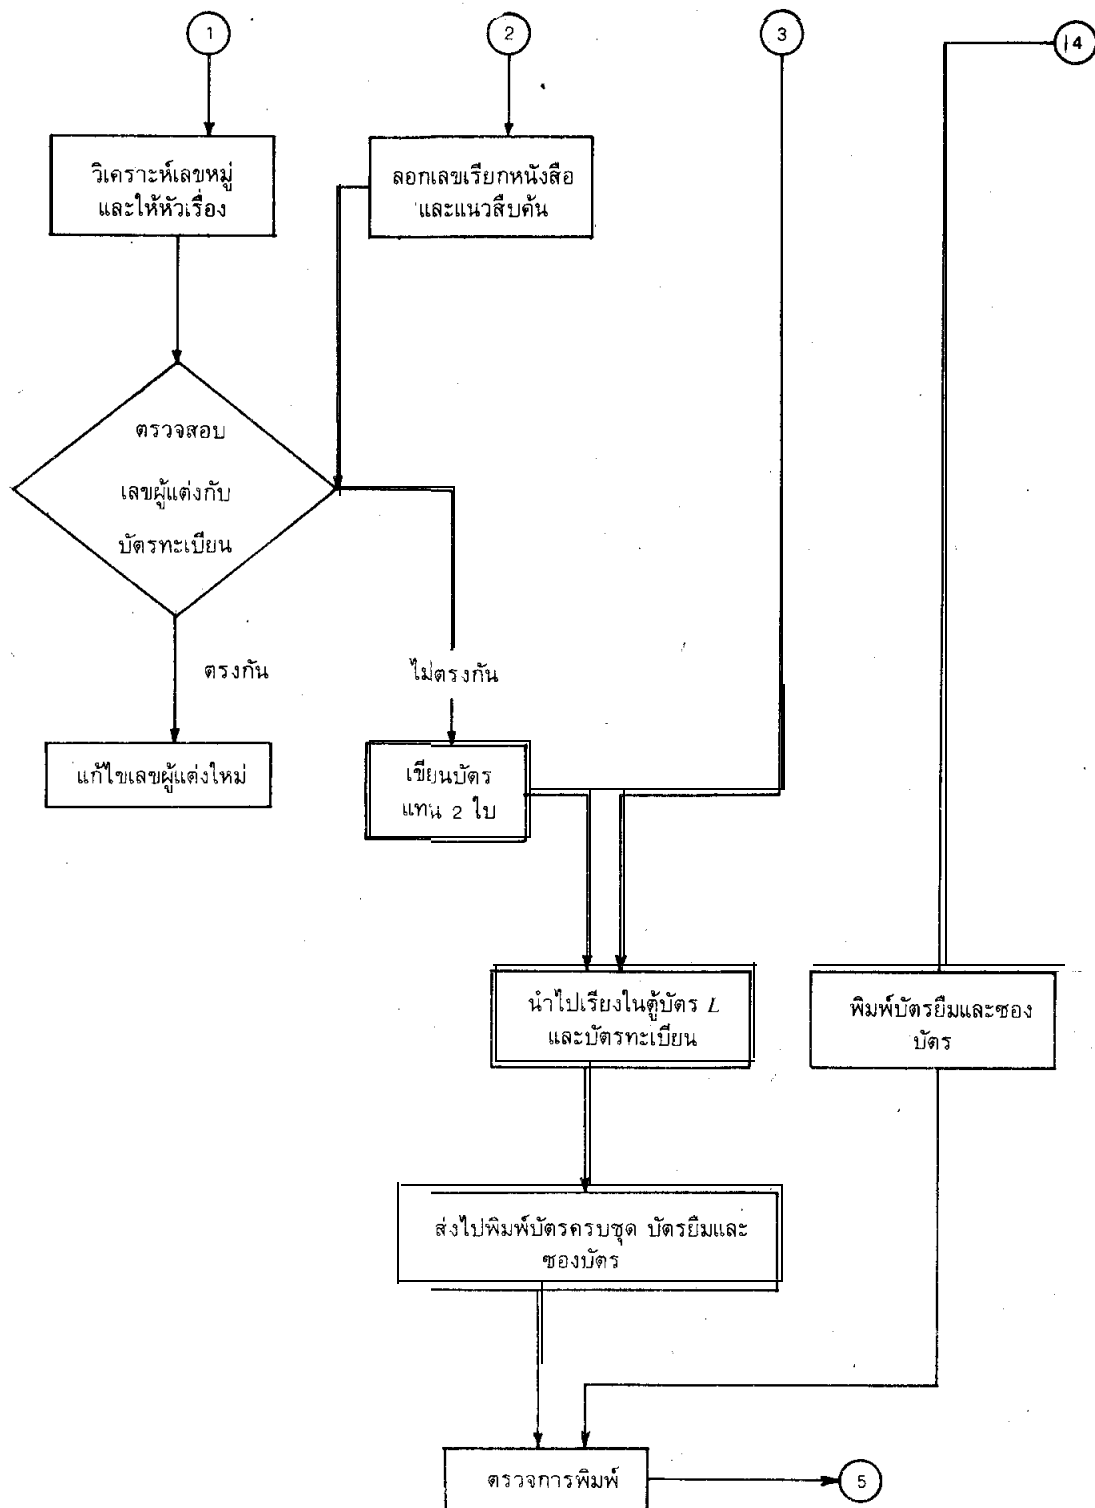 1
2
3
4
วิเคราะห์เลขหมู่
และให้หัวเรื่อง
ลอกเลขเรียกหนังสือ
และแนวสืบค้น
ตรวจสอบ
เลขผู้แต่งกับ
บัตรทะเบียน
ตรงกัน
ไม่ตรงกัน
แก้ไขเลขผู้แต่งใหม่
เขียนบัตร
แทน 2 ใบ
นำไปเรียงในตู้บัตร L
และบัตรทะเบียน
พิมพ์บัตรยืมและซอง
บัตร
ส่งไปพิมพ์บัตรครบชุด บัตรยืมและ
ซองบัตร
ตรวจการพิมพ์
5